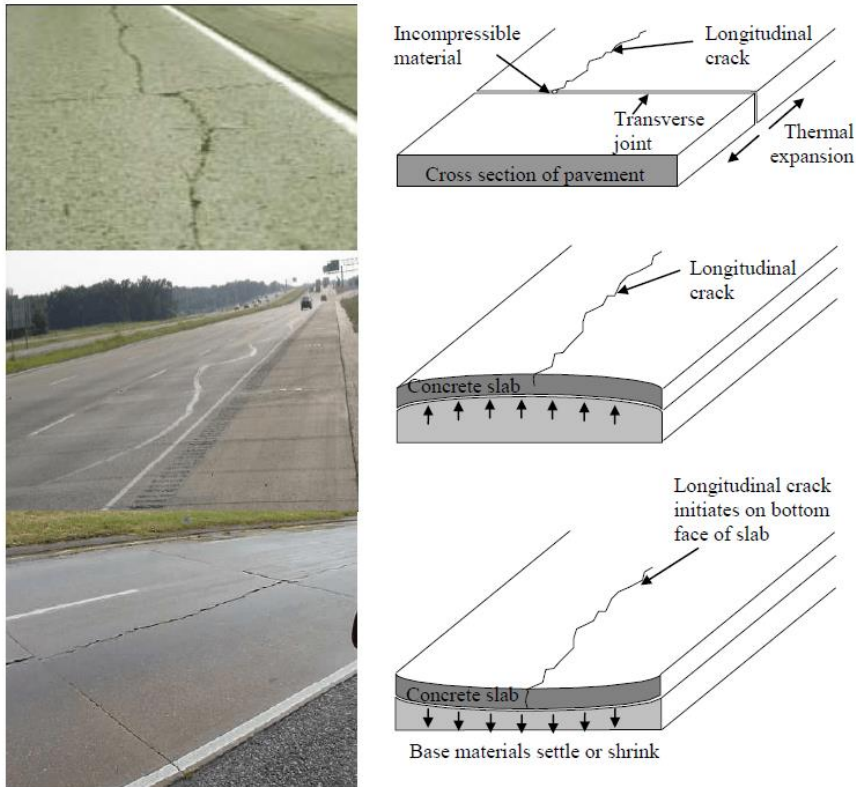 Incompressible
material
Longitudinal
crack
Transverse
joint
Thermal
expansion
Cross section of pavement
Longitudinal
crack
Concrete slab
Longitudinal crack
initiates on bottom
face of slab
Concrete slab
Base materials settle or shrink